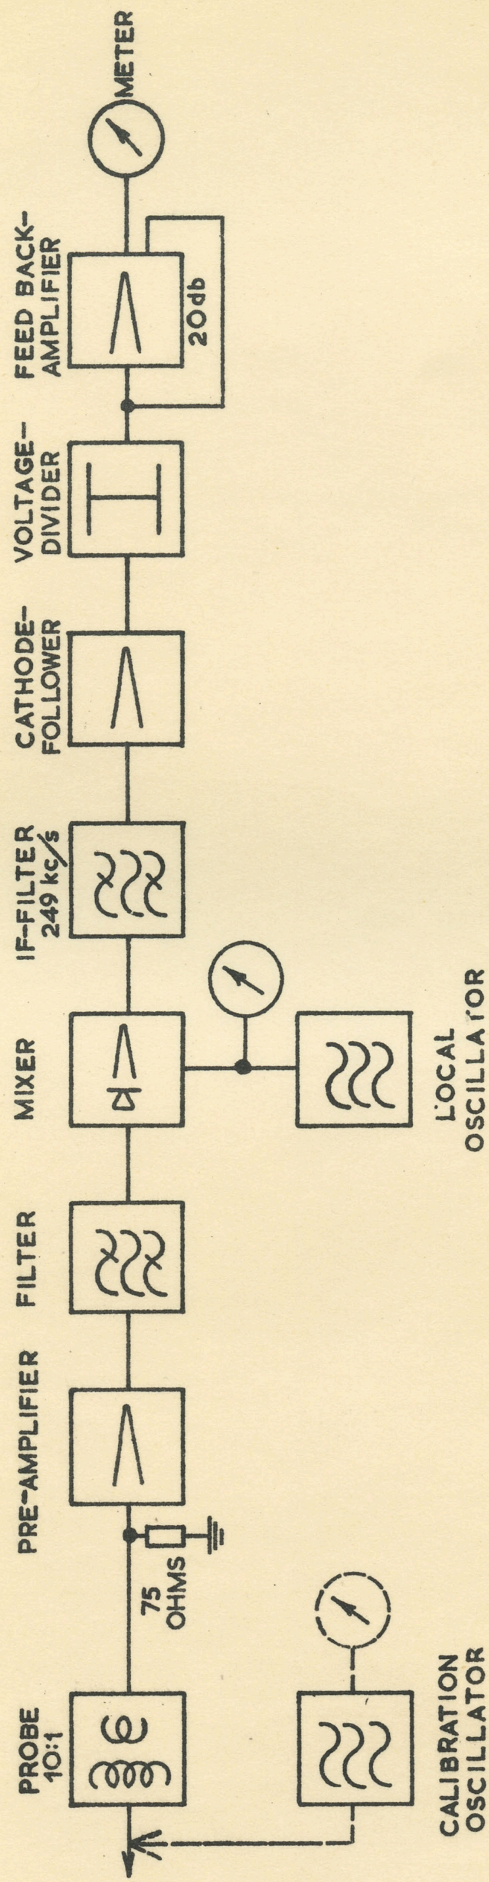 PROBE
10:1
75
OHMS
PRE-AMPLIFIER
FILTER
MIXER
IF-FILTER
249 kc/s
CATHODE-
FOLLOWER
VOLTAGE-
DIVIDER
FEED BACK-
AMPLIFIER
20db
METER
CALIBRATION
OSCILLATOR
LOCAL
OSCILLATOR